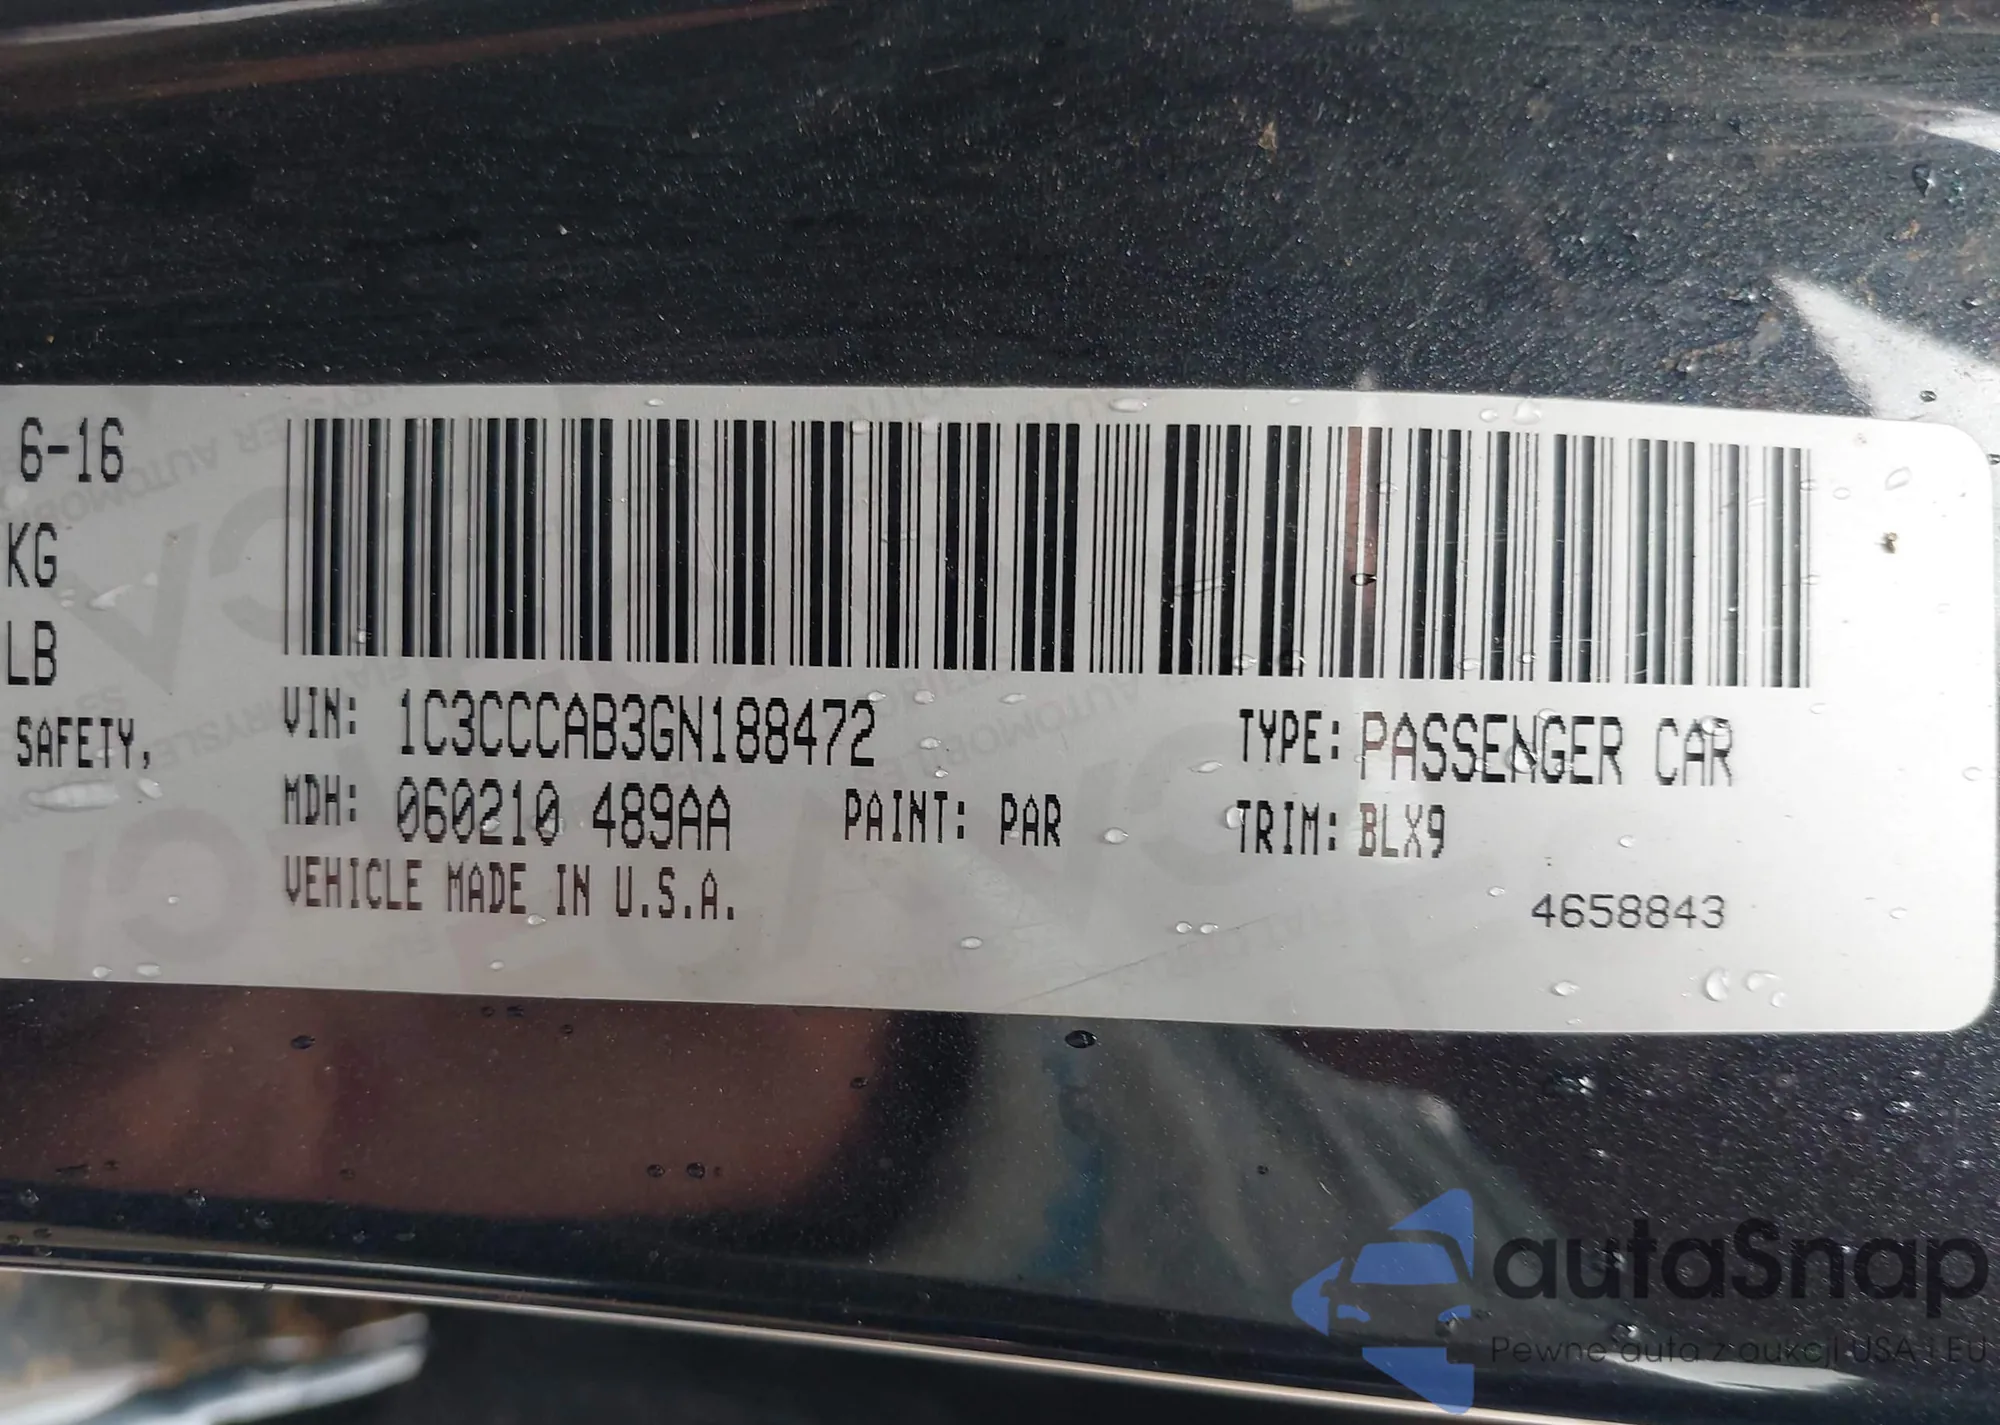 6-16
KG
LB
SAFETY,
VIN: 1C3CCCAB3GN188472
TYPE: PASSENGER CAR
MDH: 060210 489AA
PAINT: PAR
TRIM: BLX9
VEHICLE MADE IN U.S.A.
4658843
autaSnap
Pewne auta z aukcji USA i EU